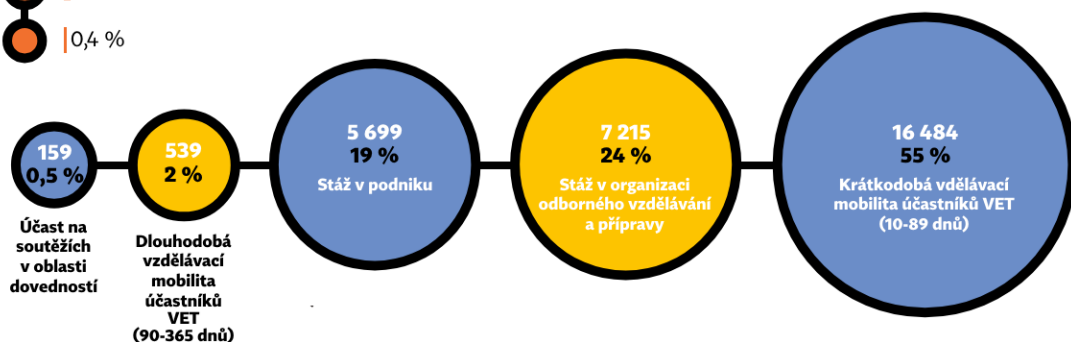 0,4 %
159
0,5 %
Účast na
soutěžích
v oblasti
dovedností
539
2 %
Dlouhodobá
vzdělávací
mobilita
účastníků
VET
(90-365 dnů)
5 699
19 %
Stáž v podniku
7 215
24 %
Stáž v organizaci
odborného vzdělávání
a přípravy
16 484
55 %
Krátkodobá vdělávací
mobilita účastníků VET
(10-89 dnů)